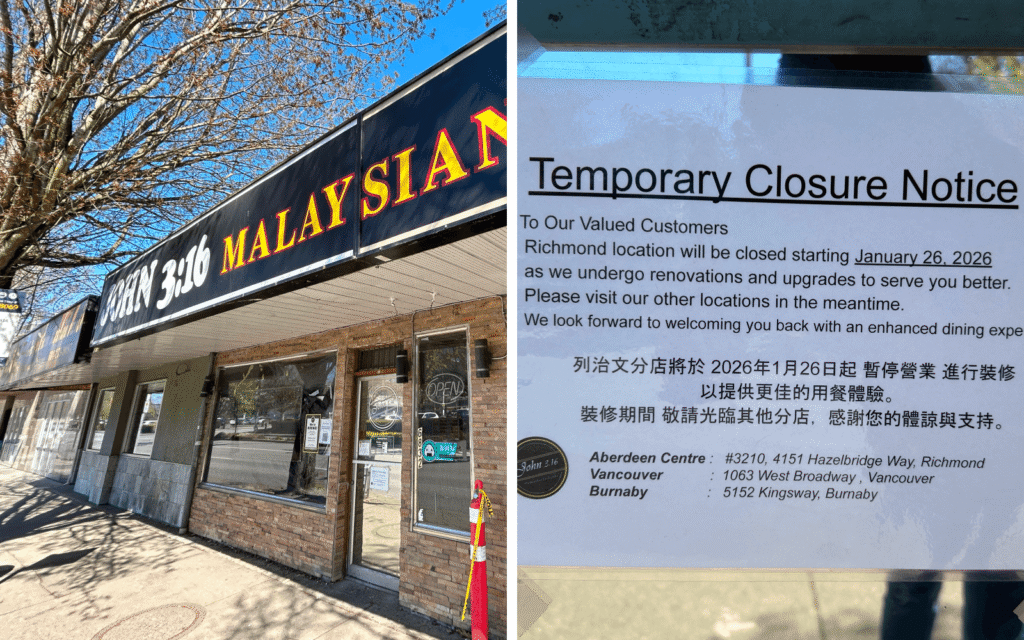 JOHN 3:16 MALAYSIAN
OPEN
Temporary Closure Notice
To Our Valued Customers
Richmond location will be closed starting January 26, 2026
as we undergo renovations and upgrades to serve you better.
Please visit our other locations in the meantime.
We look forward to welcoming you back with an enhanced dining expe
列治文分店將於 2026年1月26日起 暫停營業 進行裝修
以提供更佳的用餐體驗。
裝修期間 敬請光臨其他分店，感謝您的體諒與支持。
John 3:16
Aberdeen Centre : #3210, 4151 Hazelbridge Way, Richmond
Vancouver : 1063 West Broadway , Vancouver
Burnaby : 5152 Kingsway, Burnaby